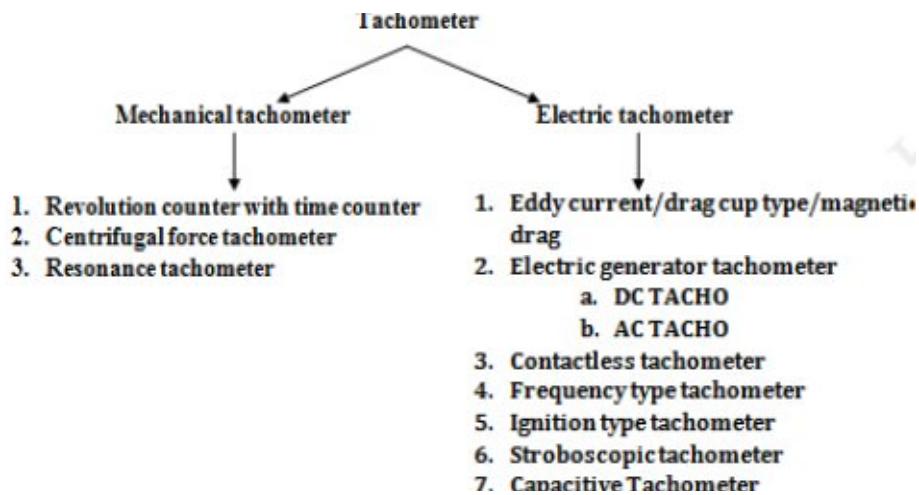 Tachometer
Mechanical tachometer
Electric tachometer
1. Revolution counter with time counter
2. Centrifugal force tachometer
3. Resonance tachometer
1. Eddy current/drag cup type/magneti
drag
2. Electric generator tachometer
a. DC TACHO
b. AC TACHO
3. Contactless tachometer
4. Frequency type tachometer
5. Ignition type tachometer
6. Stroboscopic tachometer
7. Capacitive Tachometer